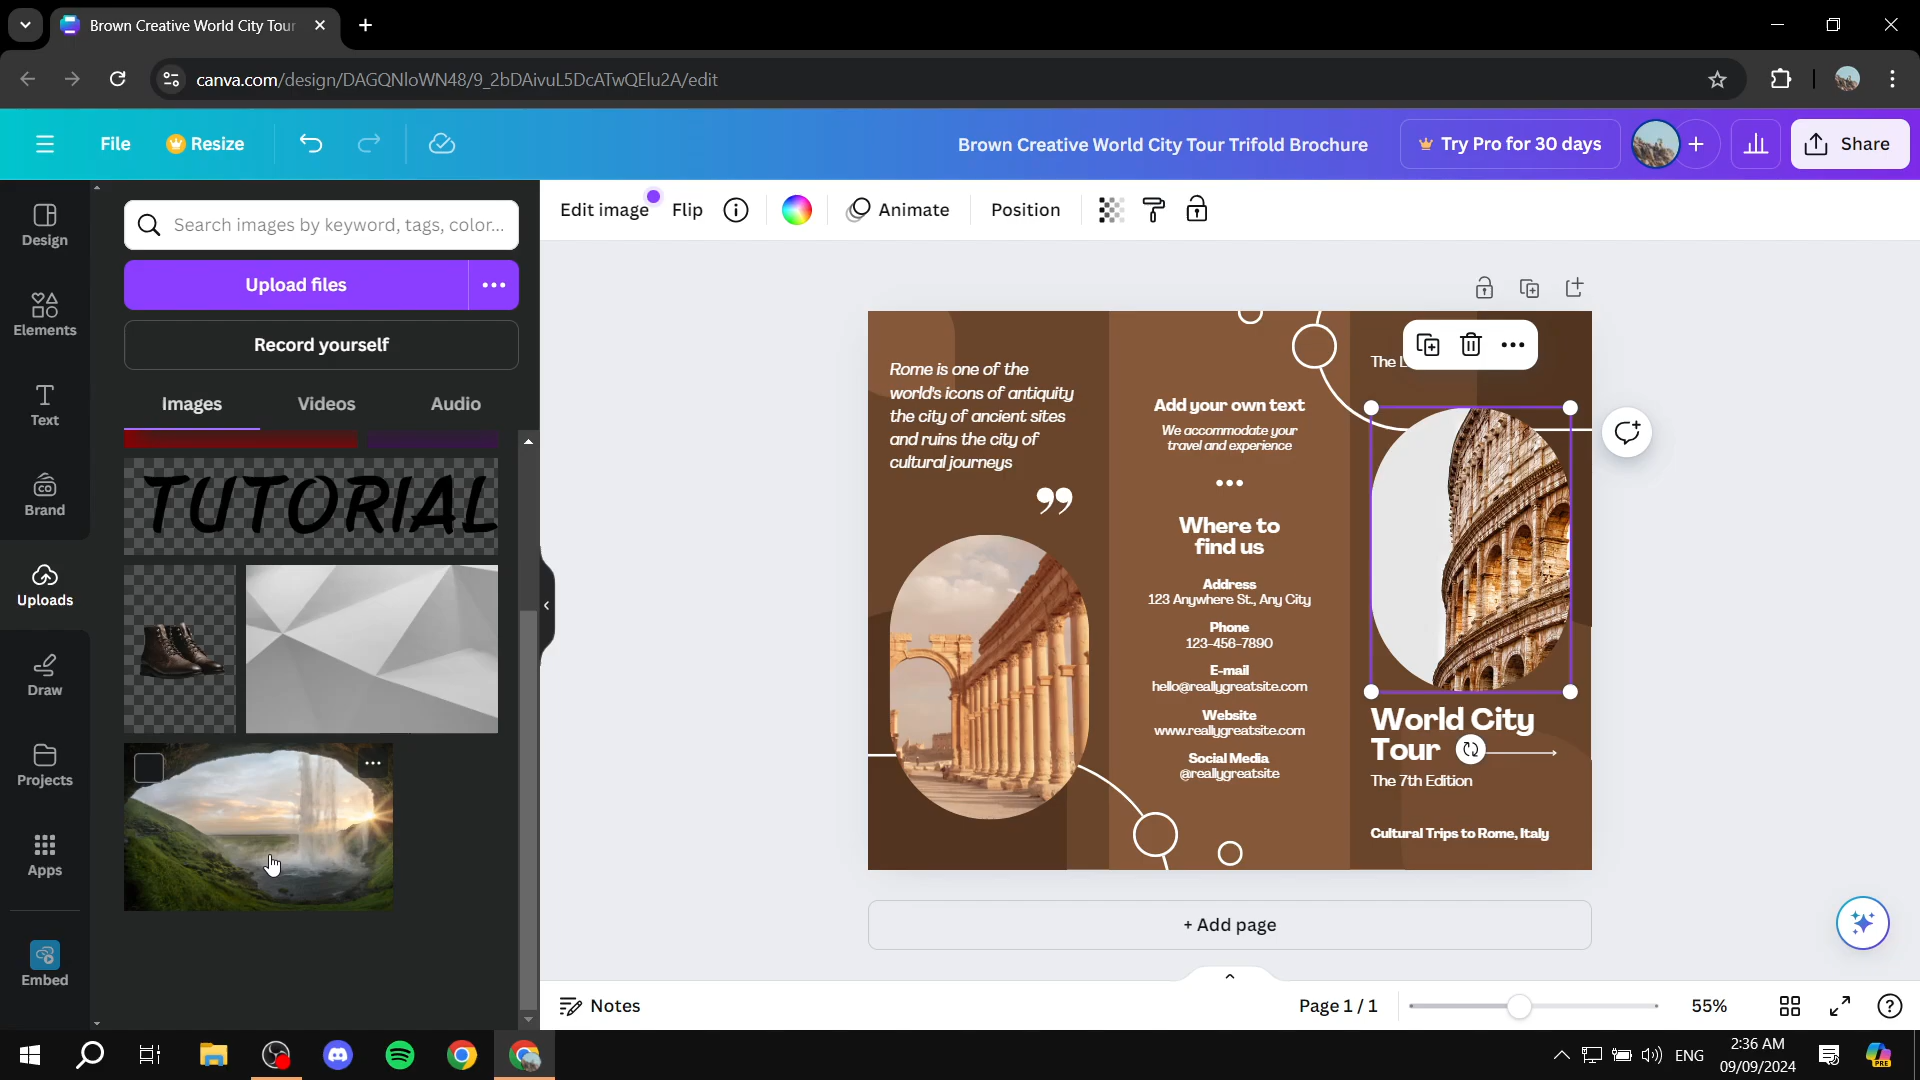 Brown Creative World City Tour
canva.com/design/DAGQNloWN48/9_2bDAivuL5DcATwQElu2A/edit
File
Resize
Brown Creative World City Tour Trifold Brochure
Try Pro for 30 days
Share
Design
Elements
Text
Brand
Uploads
Draw
Projects
Apps
Embed
Search images by keyword, tags, color...
Upload files
Record yourself
Images
Videos
Audio
TUTORIAL
Edit image
Flip
Animate
Position
Rome is one of the
world's icons of antiquity
the city of ancient sites
and ruins the city of
cultural journeys
Add your own text
We accommodate your
travel and experience
Where to
find us
Address
123 Anywhere St., Any City
Phone
123-456-7890
E-mail
hello@reallygreatsite.com
Website
www.reallygreatsite.com
Social Media
@reallygreatsite
The
World City
Tour
The 7th Edition
Cultural Trips to Rome, Italy
+ Add page
Notes
Page 1 / 1
55%
ENG
2:36 AM
09/09/2024